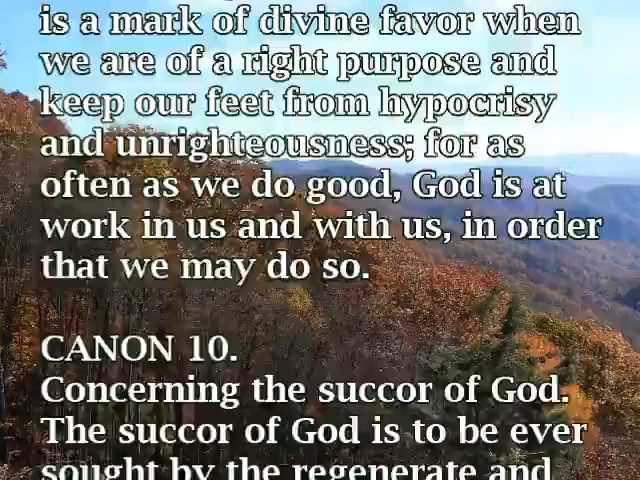 is a mark of divine favor when
we are of a right purpose and
keep our feet from hypocrisy
and unrighteousness; for as
often as we do good, God is at
work in us and with us, in order
that we may do so.
CANON 10.
Concerning the succor of God.
The succor of God is to be ever
sought by the regenerate and